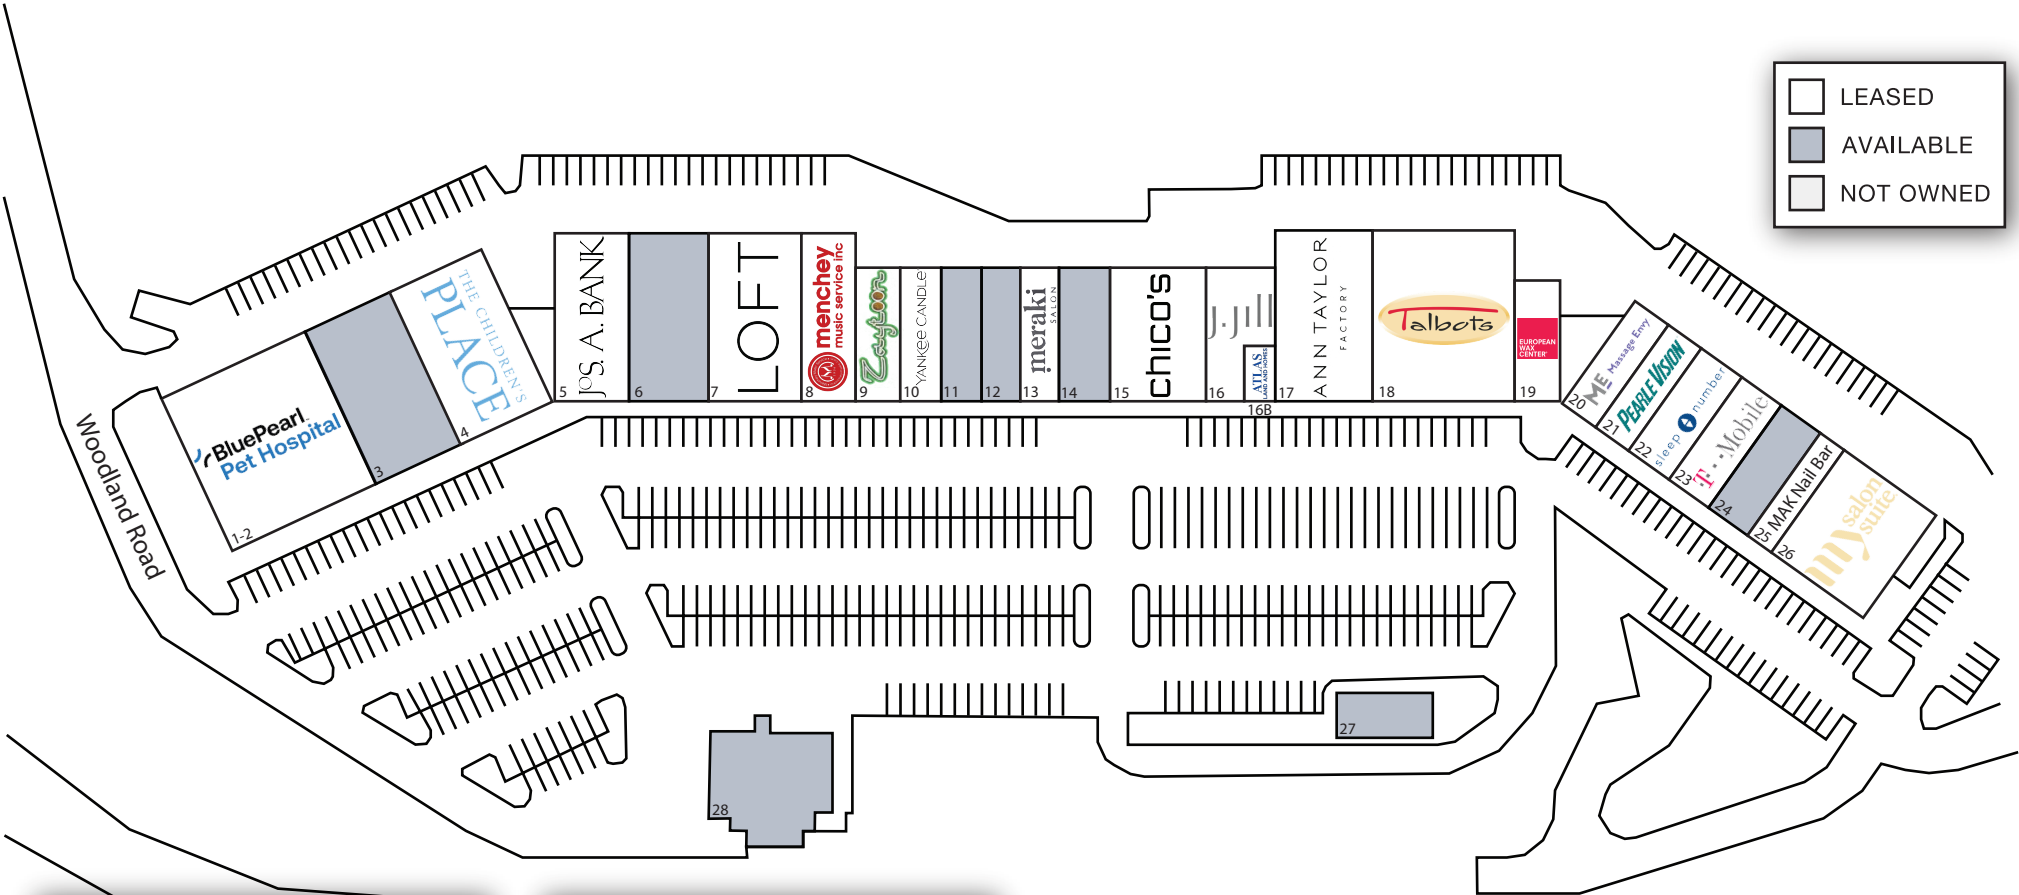 LEASED
AVAILABLE
NOT OWNED
Woodland Road
BluePearl
Pet Hospital
1-2
3
THE CHILDREN'S
PLACE
4
JOS. A. BANK
5
6
LOFT
7
menchey
music service inc
8
Zaytoon
9
YANKEE CANDLE
10
11
12
meraki
SALON
13
14
chico's
15
J.Jill
16
ATLAS
LAND AND HOMES
16B
ANN TAYLOR
FACTORY
17
Talbots
18
EUROPEAN
WAX
CENTER
19
ME Massage Envy
20
PEARLE VISION
21
sleep number
22
T··Mobile
23
24
MAK Nail Bar
25
my salon
suite
26
27
28